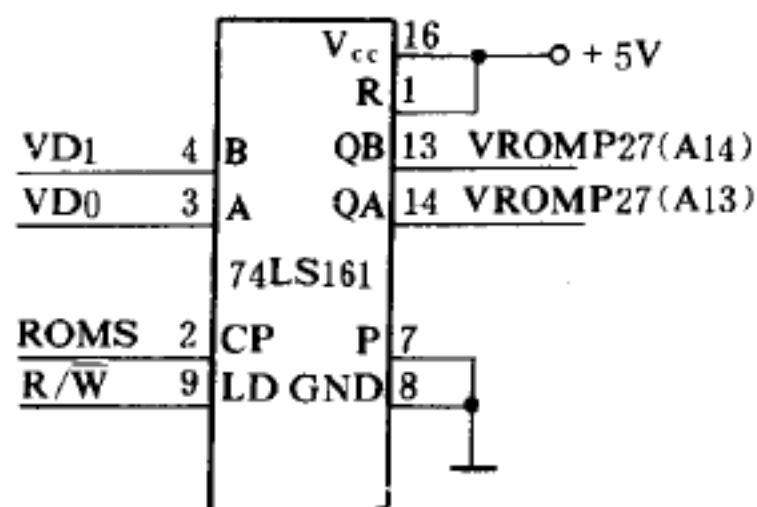 Vcc 16 + 5V
R 1
VD1 4 B QB 13 VROMP27(A14)
VD0 3 A QA 14 VROMP27(A13)
74LS161
ROMS 2 CP P 7
R/W̅ 9 LD GND 8